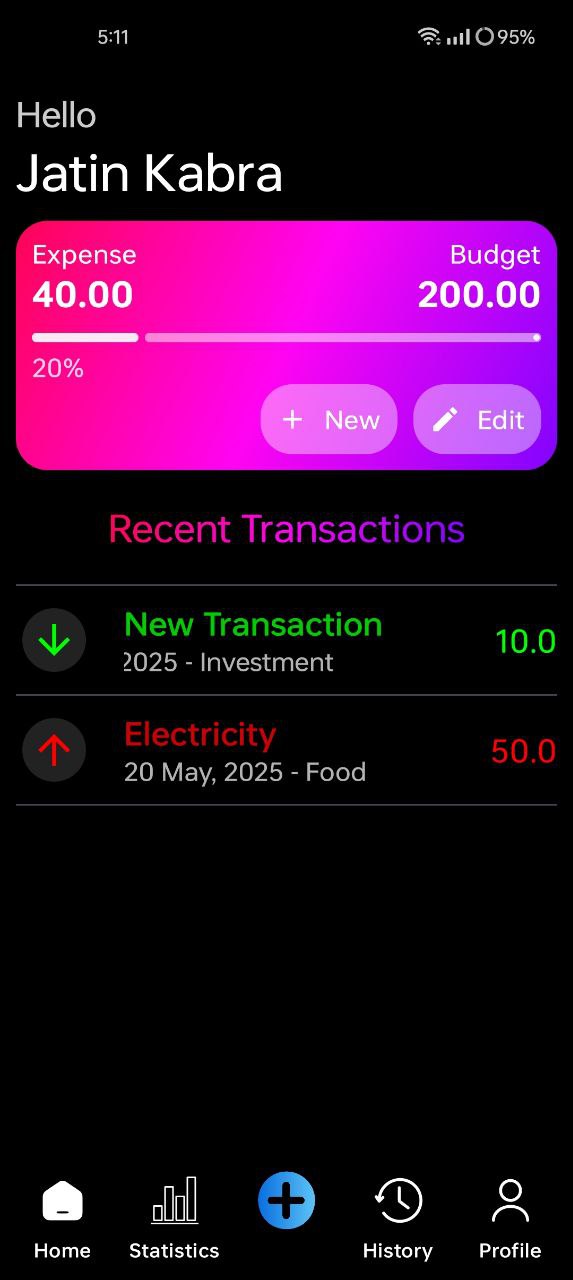 5:11 95%
Hello
Jatin Kabra
Expense Budget
40.00 200.00
20%
New Edit
Recent Transactions
New Transaction 10.0
2025 - Investment
Electricity 50.0
20 May, 2025 - Food
Home Statistics History Profile